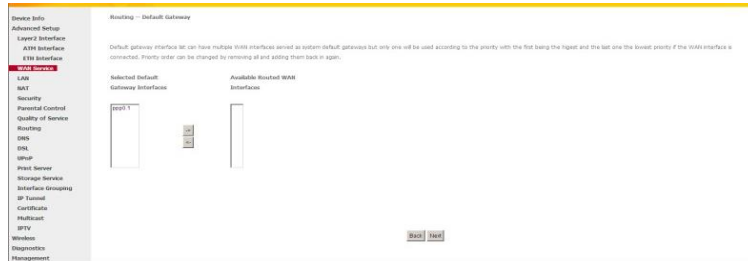 Device Info
Advanced Setup
Layer2 Interface
ATM Interface
ETH Interface
WAN Service
LAN
NAT
Security
Parental Control
Quality of Service
Routing
DNS
DSL
UPnP
Print Server
Storage Service
Interface Grouping
IP Tunnel
Certificate
Multicast
IPTV
Wireless
Diagnostics
Management
Routing -- Default Gateway
Default gateway interface list can have multiple WAN interfaces served as system default gateways but only one will be used according to the priority with the first being the higest and the last one the lowest priority if the WAN interface is
connected. Priority order can be changed by removing all and adding them back in again.
Selected Default
Gateway Interfaces
Available Routed WAN
Interfaces
ppp0.1
->
<-
Back Next